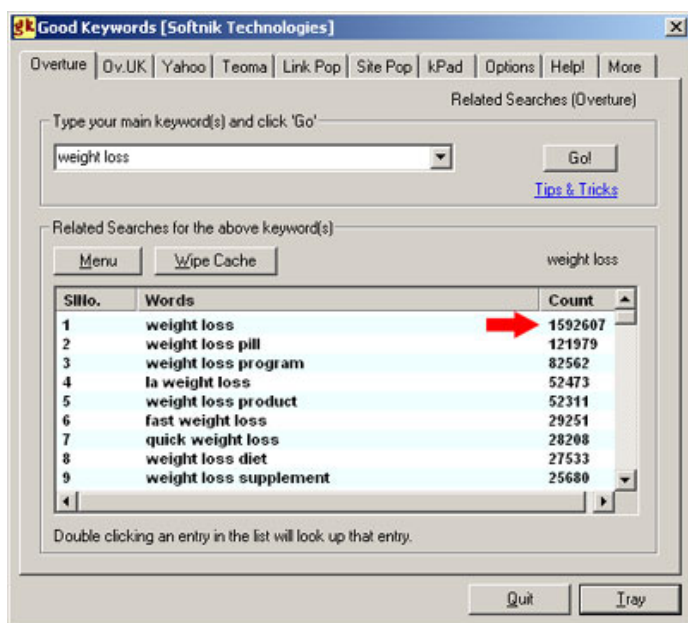 gk Good Keywords [Softnik Technologies]
Overture Ov.UK Yahoo Teoma Link Pop Site Pop kPad Options Help! More
Related Searches (Overture)
Type your main keyword(s) and click 'Go'
weight loss Go!
Tips & Tricks
Related Searches for the above keyword(s)
Menu Wipe Cache weight loss
SlNo. Words Count
1 weight loss 1592607
2 weight loss pill 121979
3 weight loss program 82562
4 la weight loss 52473
5 weight loss product 52311
6 fast weight loss 29251
7 quick weight loss 28208
8 weight loss diet 27533
9 weight loss supplement 25680
Double clicking an entry in the list will look up that entry.
Quit Tray